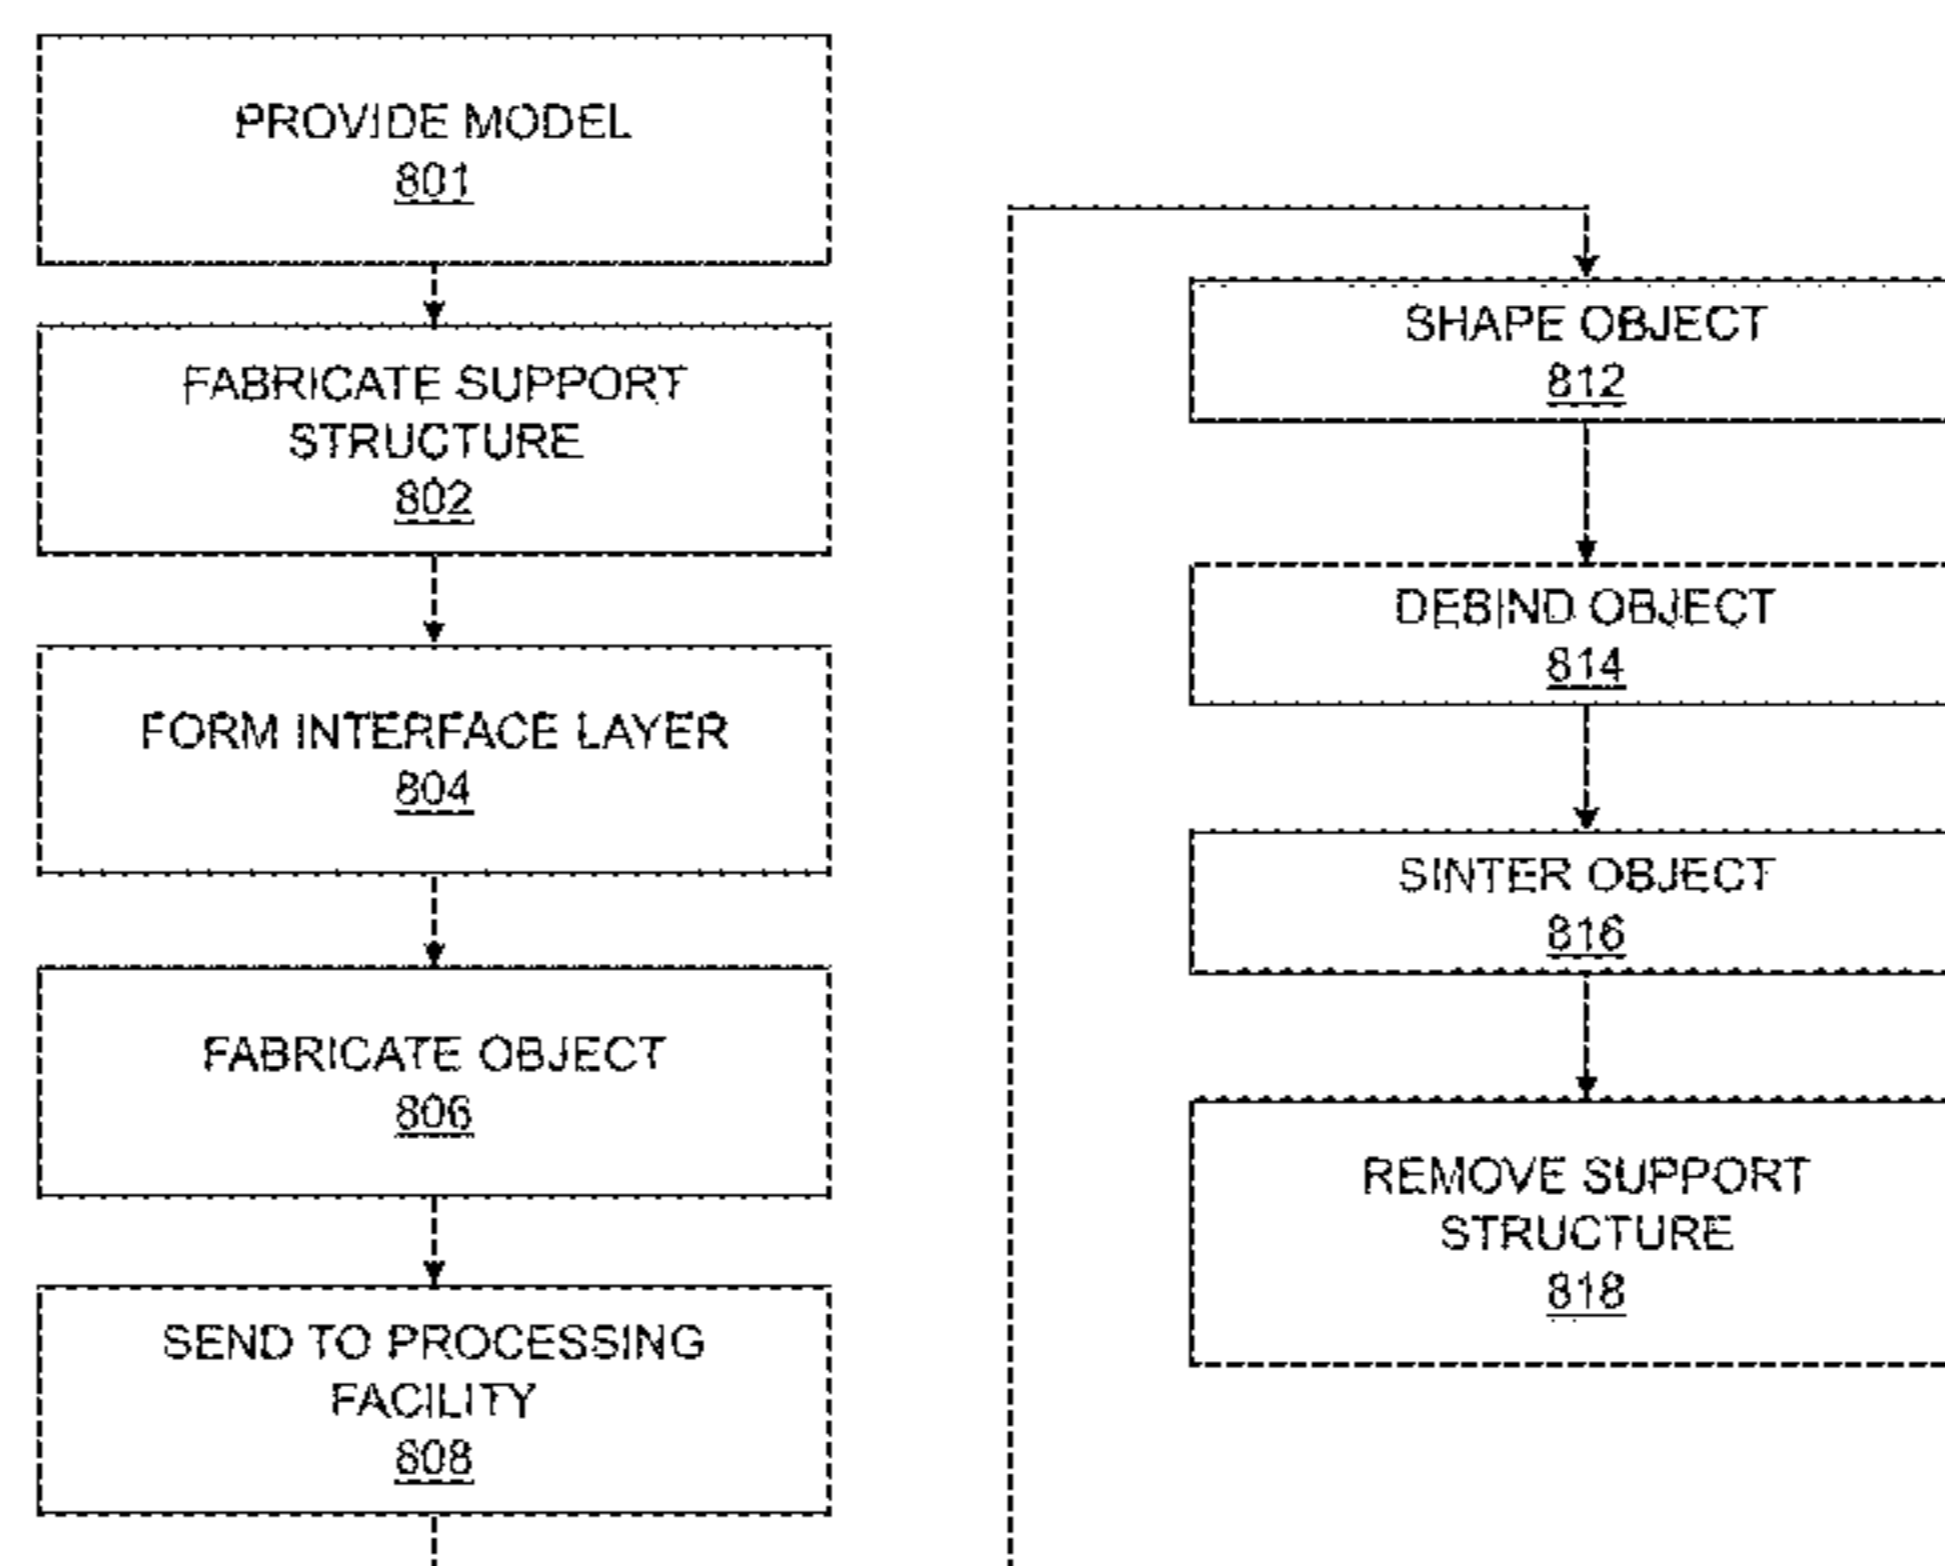 PROVIDE MODEL
801
FABRICATE SUPPORT
STRUCTURE
802
FORM INTERFACE LAYER
804
FABRICATE OBJECT
806
SEND TO PROCESSING
FACILITY
808
SHAPE OBJECT
812
DEBIND OBJECT
814
SINTER OBJECT
816
REMOVE SUPPORT
STRUCTURE
818